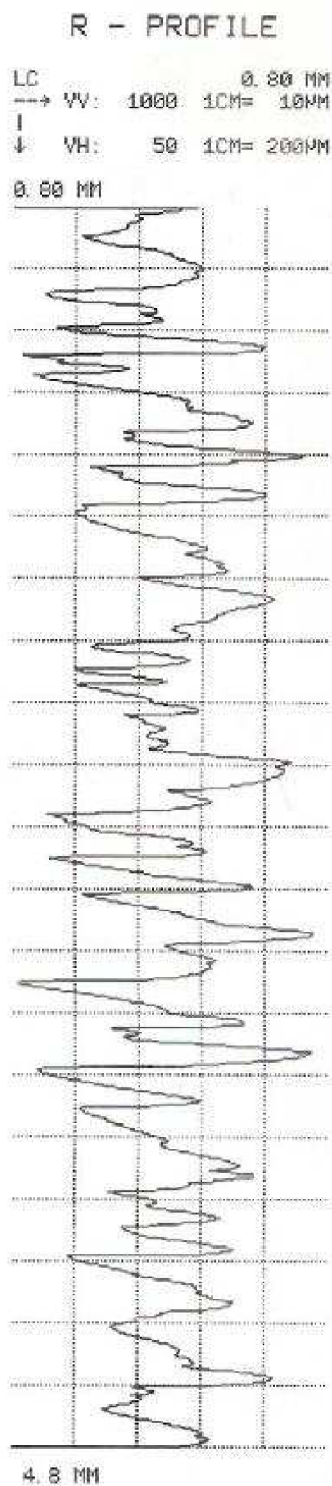 R - PROFILE
LC 0.80 MM
---> VV: 1000 1CM= 10µM
↓ VH: 50 1CM= 200µM
0.80 MM
4.8 MM